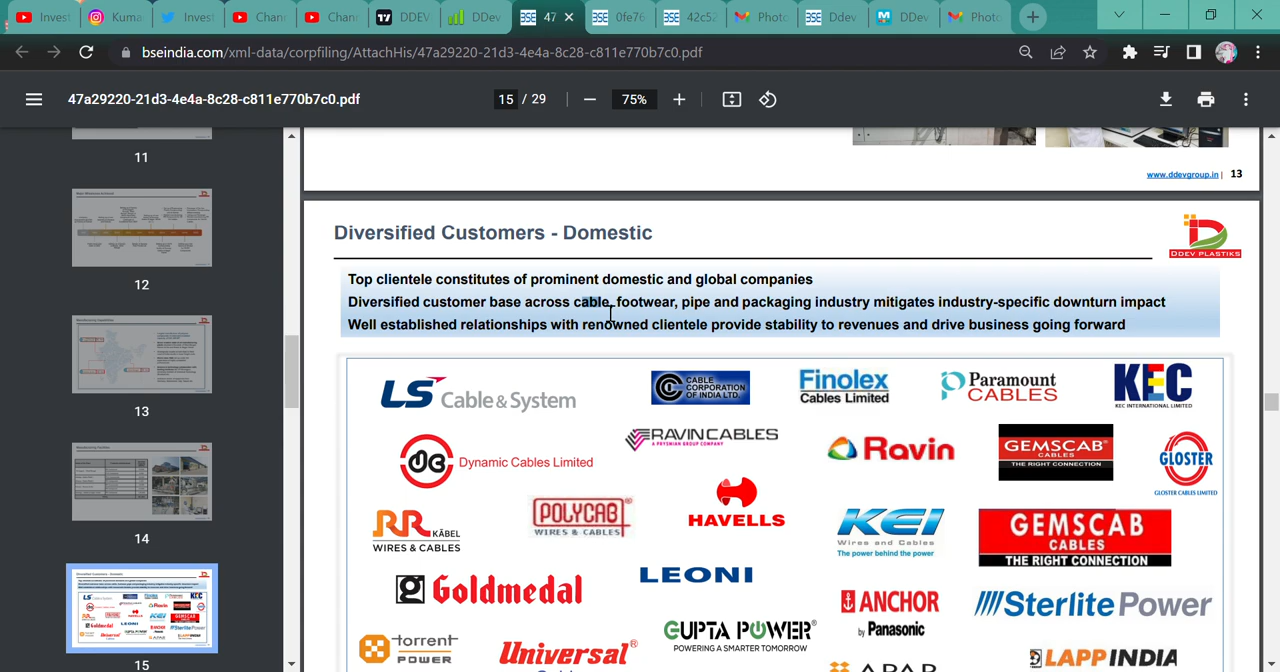 Invest
Kuma
Invest
Chann
Chann
DDEV
DDev
47
0fe76
42c52
Photo
Ddev
DDev
Photo
bseindia.com/xml-data/corpfiling/AttachHis/47a29220-21d3-4e4a-8c28-c811e770b7c0.pdf
47a29220-21d3-4e4a-8c28-c811e770b7c0.pdf
15 / 29
75%
11
12
13
14
15
www.ddevgroup.in | 13
Diversified Customers - Domestic
DDEV PLASTIKS
Top clientele constitutes of prominent domestic and global companies
Diversified customer base across cable, footwear, pipe and packaging industry mitigates industry-specific downturn impact
Well established relationships with renowned clientele provide stability to revenues and drive business going forward
LS Cable & System
CABLE
CORPORATION
OF INDIA LTD.
Finolex
Cables Limited
Paramount
CABLES
KEC
KEC INTERNATIONAL LIMITED
Dynamic Cables Limited
RAVIN CABLES
A PRYSMIAN GROUP COMPANY
Ravin
GEMSCAB®
CABLES
THE RIGHT CONNECTION
GLOSTER
GLOSTER CABLES LIMITED
RR KÄBEL
WIRES & CABLES
POLYCAB®
WIRES & CABLES
HAVELLS
KEI
Wires and Cables
The power behind the power
GEMSCAB
CABLES
THE RIGHT CONNECTION
Goldmedal
LEONI
ANCHOR
by Panasonic
Sterlite Power
torrent
POWER
Universal®
GUPTA POWER®
POWERING A SMARTER TOMORROW
APAR
LAPP INDIA